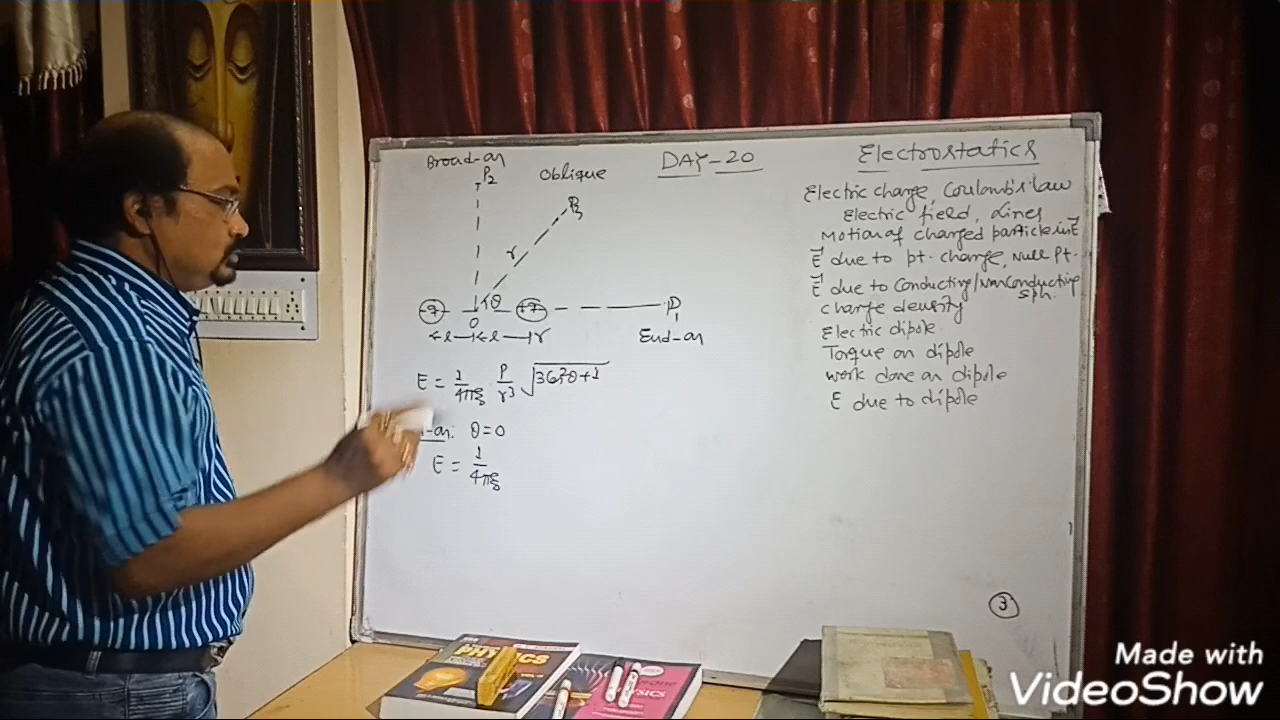 Broad-on
P2
Oblique
P3
r
θ
-q
+q
O
P1
l
l
r
End-on
E = 1/4πε0 P/r³ √3Cos²θ+1
-on: θ=0
E = 1/4πε0
DAY-20
Electrostatics
Electric charge, Coulomb's Law
Electric field, Lines
Motion of charged particle in E⃗
E⃗ due to pt. charge, Null Pt.
E⃗ due to Conducting/NonConducting
Sph.
charge density
Electric dipole
Torque on dipole
work done on dipole
E due to dipole
3
PHYSICS
PHYSICS
Made with
VideoShow